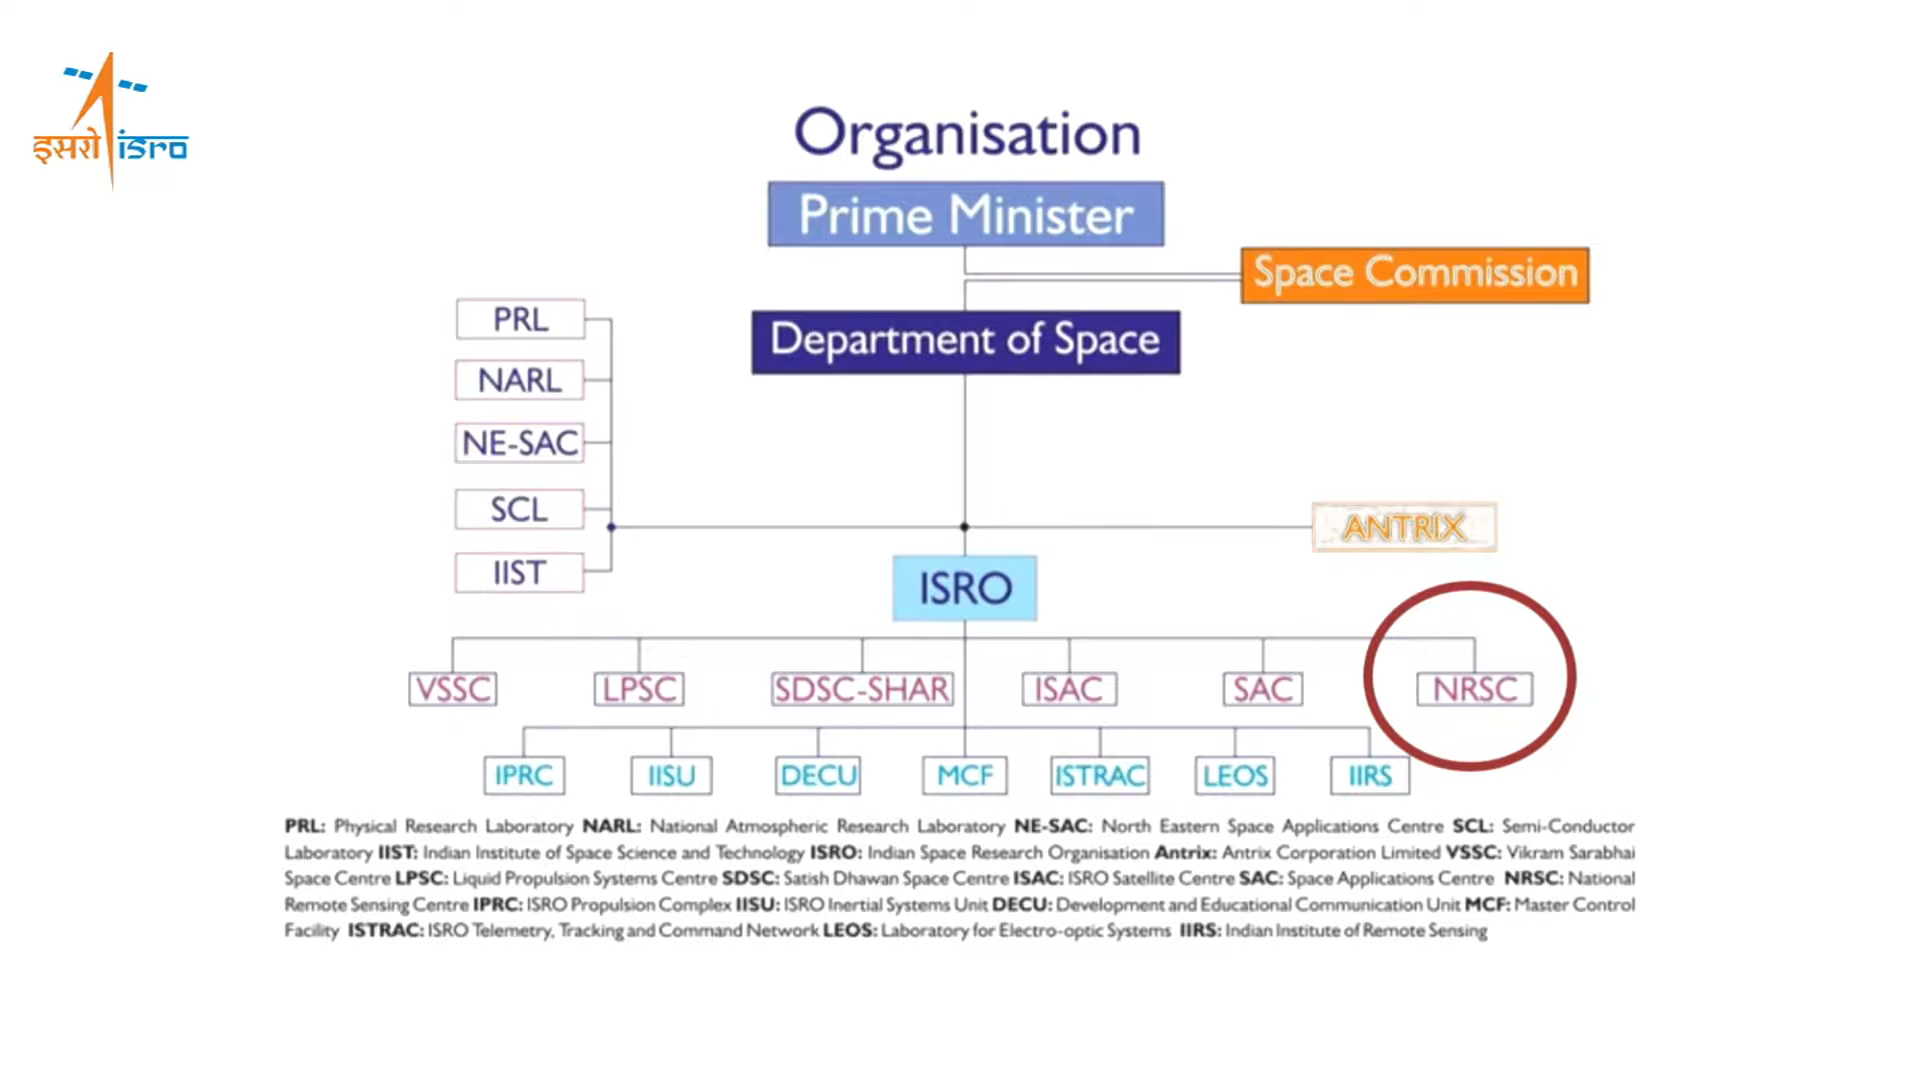 इसरो isro
Organisation
Prime Minister
Space Commission
Department of Space
PRL
NARL
NE-SAC
SCL
IIST
ANTRIX
ISRO
VSSC LPSC SDSC-SHAR ISAC SAC NRSC
IPRC IISU DECU MCF ISTRAC LEOS IIRS
PRL: Physical Research Laboratory NARL: National Atmospheric Research Laboratory NE-SAC: North Eastern Space Applications Centre SCL: Semi-Conductor
Laboratory IIST: Indian Institute of Space Science and Technology ISRO: Indian Space Research Organisation Antrix: Antrix Corporation Limited VSSC: Vikram Sarabhai
Space Centre LPSC: Liquid Propulsion Systems Centre SDSC: Satish Dhawan Space Centre ISAC: ISRO Satellite Centre SAC: Space Applications Centre NRSC: National
Remote Sensing Centre IPRC: ISRO Propulsion Complex IISU: ISRO Inertial Systems Unit DECU: Development and Educational Communication Unit MCF: Master Control
Facility ISTRAC: ISRO Telemetry, Tracking and Command Network LEOS: Laboratory for Electro-optic Systems IIRS: Indian Institute of Remote Sensing